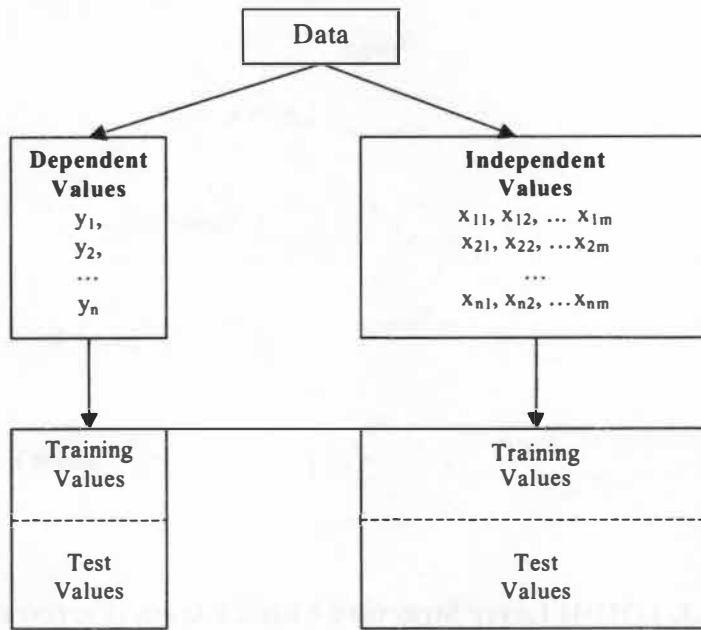 Data
Dependent
Values
y₁,
y₂,
...
yₙ
Independent
Values
x₁₁, x₁₂, ... x₁ₘ
x₂₁, x₂₂, ...x₂ₘ
...
xₙ₁, xₙ₂, ...xₙₘ
Training
Values
Test
Values
Training
Values
Test
Values